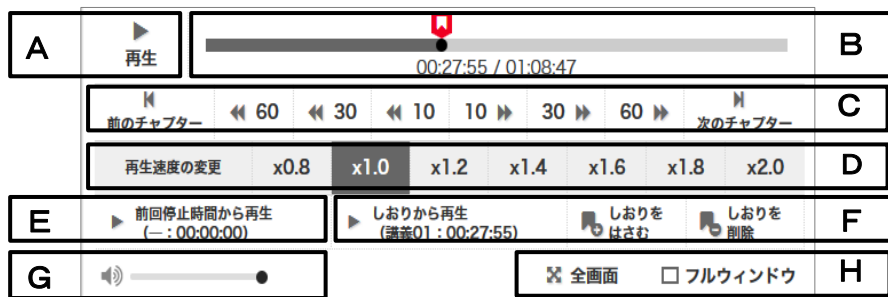 A
再生
00:27:55 / 01:08:47
B
前のチャプター
60
30
10
10
30
60
次のチャプター
C
再生速度の変更
x0.8
x1.0
x1.2
x1.4
x1.6
x1.8
x2.0
D
E
前回停止時間から再生
(— : 00:00:00)
しおりから再生
(講義01 : 00:27:55)
しおりを
はさむ
しおりを
削除
F
G
全画面
フルウィンドウ
H